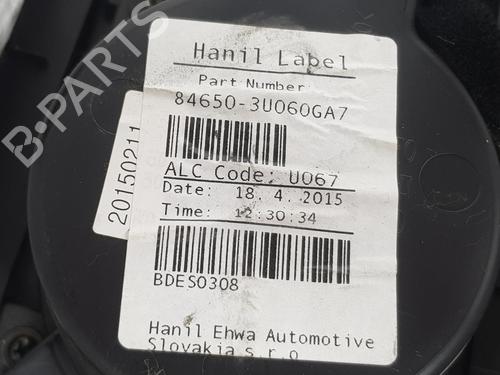 Hanil Label
Part Number:
84650-3U060GA7
ALC Code: U067
Date: 18. 4. 2015
Time: 12:30:34
BDES0308
Hanil Ehwa Automotive
Slovakia s.r.o
20150211
B-PARTS